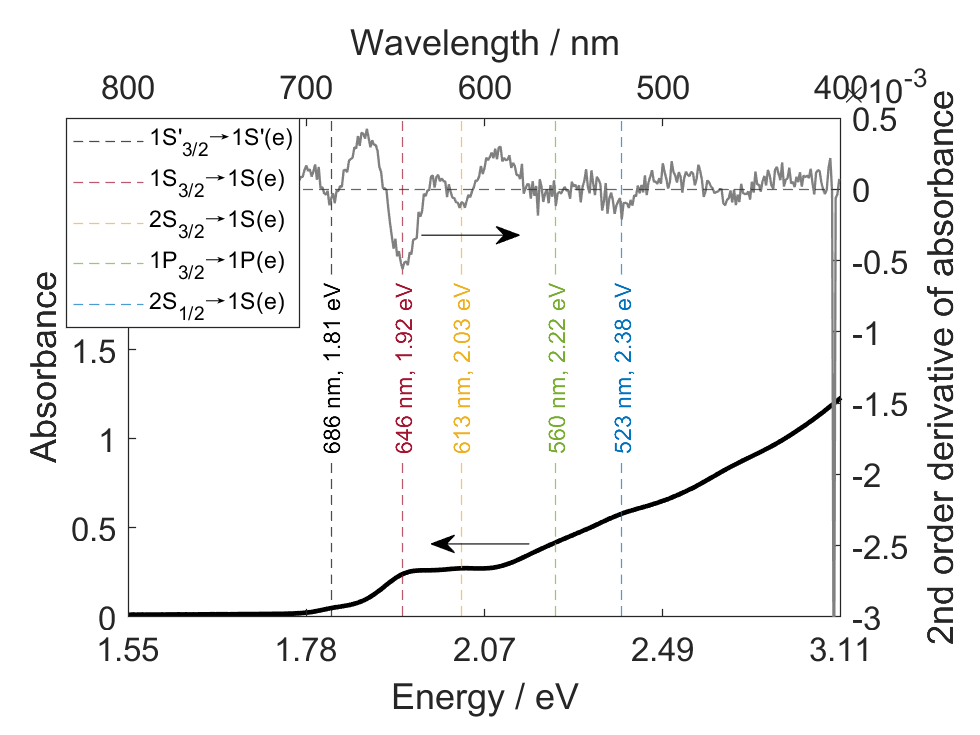 Wavelength / nm
800 700 600 500 400
×10-3
1S'3/2→1S'(e)
1S3/2→1S(e)
2S3/2→1S(e)
1P3/2→1P(e)
2S1/2→1S(e)
0.5
0
-0.5
-1
-1.5
-2
-2.5
-3
2nd order derivative of absorbance
Absorbance
1.5
1
0.5
0
686 nm, 1.81 eV
646 nm, 1.92 eV
613 nm, 2.03 eV
560 nm, 2.22 eV
523 nm, 2.38 eV
1.55 1.78 2.07 2.49 3.11
Energy / eV